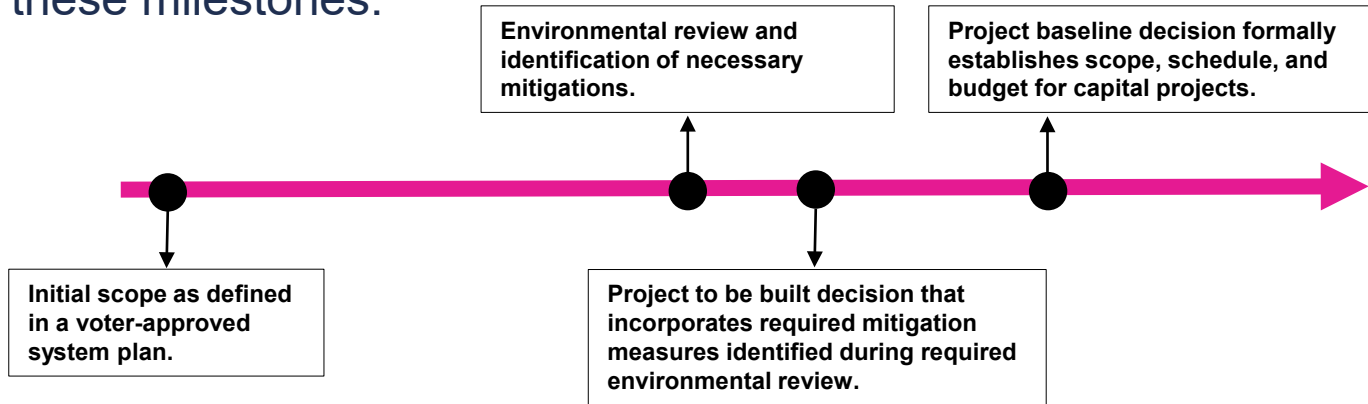 these milestones:
Environmental review and
identification of necessary
mitigations.
Project baseline decision formally
establishes scope, schedule, and
budget for capital projects.
Initial scope as defined
in a voter-approved
system plan.
Project to be built decision that
incorporates required mitigation
measures identified during required
environmental review.